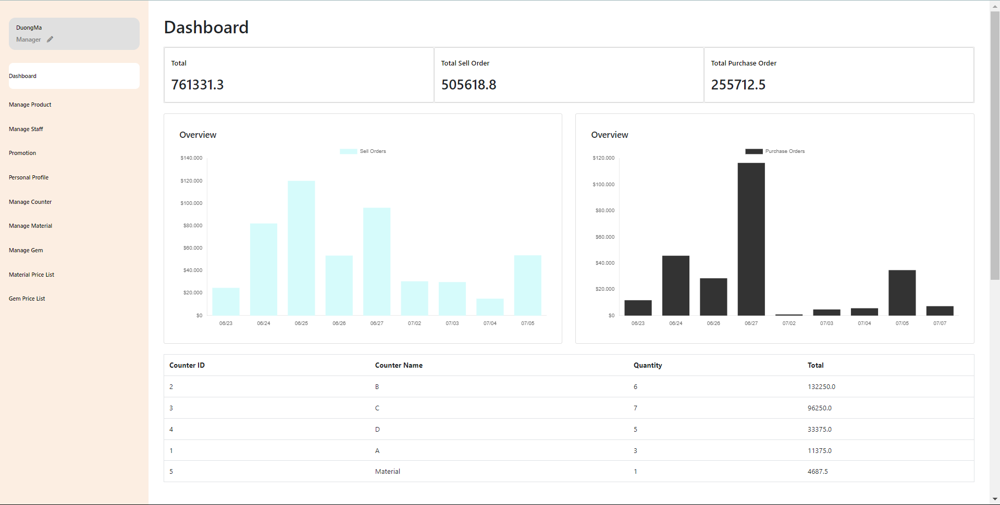 DuongMa
Manager
Dashboard
Manage Product
Manage Staff
Promotion
Personal Profile
Manage Counter
Manage Material
Manage Gem
Material Price List
Gem Price List
Dashboard
Total Total Sell Order Total Purchase Order
761331.3 505618.8 255712.5
Overview
Sell Orders
$140.000
$120.000
$100.000
$80.000
$60.000
$40.000
$20.000
$0
06/23 06/24 06/25 06/26 06/27 07/02 07/03 07/04 07/05
Overview
Purchase Orders
$120.000
$100.000
$80.000
$60.000
$40.000
$20.000
$0
06/23 06/24 06/26 06/27 07/02 07/03 07/04 07/05 07/07
Counter ID Counter Name Quantity Total
2 B 6 132250.0
3 C 7 96250.0
4 D 5 33375.0
1 A 3 11375.0
5 Material 1 4687.5